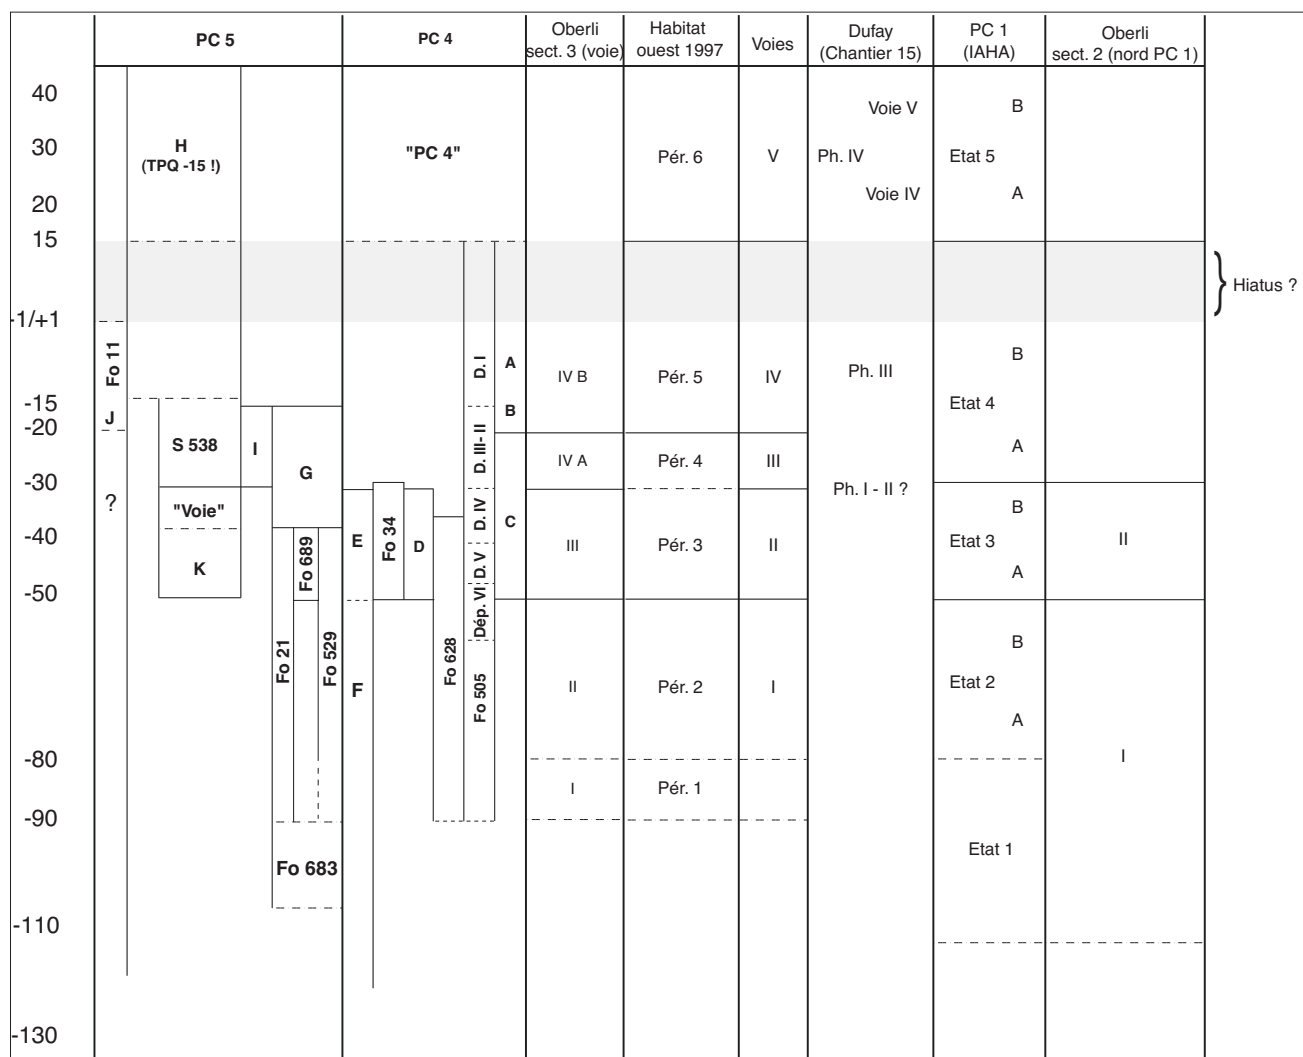 PC 5
PC 4
Oberli
sect. 3 (voie)
Habitat
ouest 1997
Voies
Dufay
(Chantier 15)
PC 1
(IAHA)
Oberli
sect. 2 (nord PC 1)
40
Voie V
B
H
(TPQ -15 !)
"PC 4"
30
Pér. 6
V
Ph. IV
Etat 5
20
Voie IV
A
15
Hiatus ?
-1/+1
Fo 11
D. I
A
IV B
Pér. 5
IV
Ph. III
B
Etat 4
-15
J
B
-20
S 538
I
G
D. III- II
IV A
Pér. 4
III
A
-30
?
"Voie"
Ph. I - II ?
B
D. IV
C
-40
E
Fo 34
D
III
Pér. 3
II
Etat 3
II
K
Fo 689
D. V
A
-50
Dép. VI
Fo 21
Fo 529
F
Fo 628
Fo 505
II
Pér. 2
I
B
Etat 2
A
-80
I
I
Pér. 1
-90
Fo 683
Etat 1
-110
-130